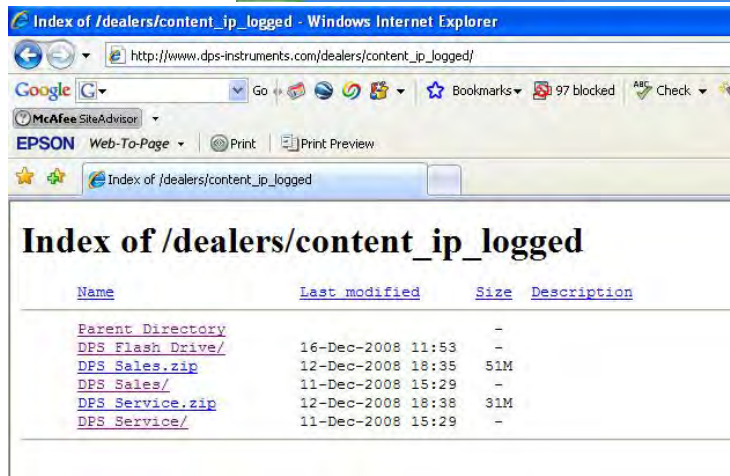 Index of /dealers/content_ip_logged - Windows Internet Explorer
http://www.dps-instruments.com/dealers/content_ip_logged/
Google G Go Bookmarks 97 blocked ABC Check
McAfee SiteAdvisor
EPSON Web-To-Page Print Print Preview
Index of /dealers/content_ip_logged
Index of /dealers/content_ip_logged
Name Last modified Size Description
Parent Directory -
DPS Flash Drive/ 16-Dec-2008 11:53 -
DPS Sales.zip 12-Dec-2008 18:35 51M
DPS Sales/ 11-Dec-2008 15:29 -
DPS Service.zip 12-Dec-2008 18:38 31M
DPS Service/ 11-Dec-2008 15:29 -